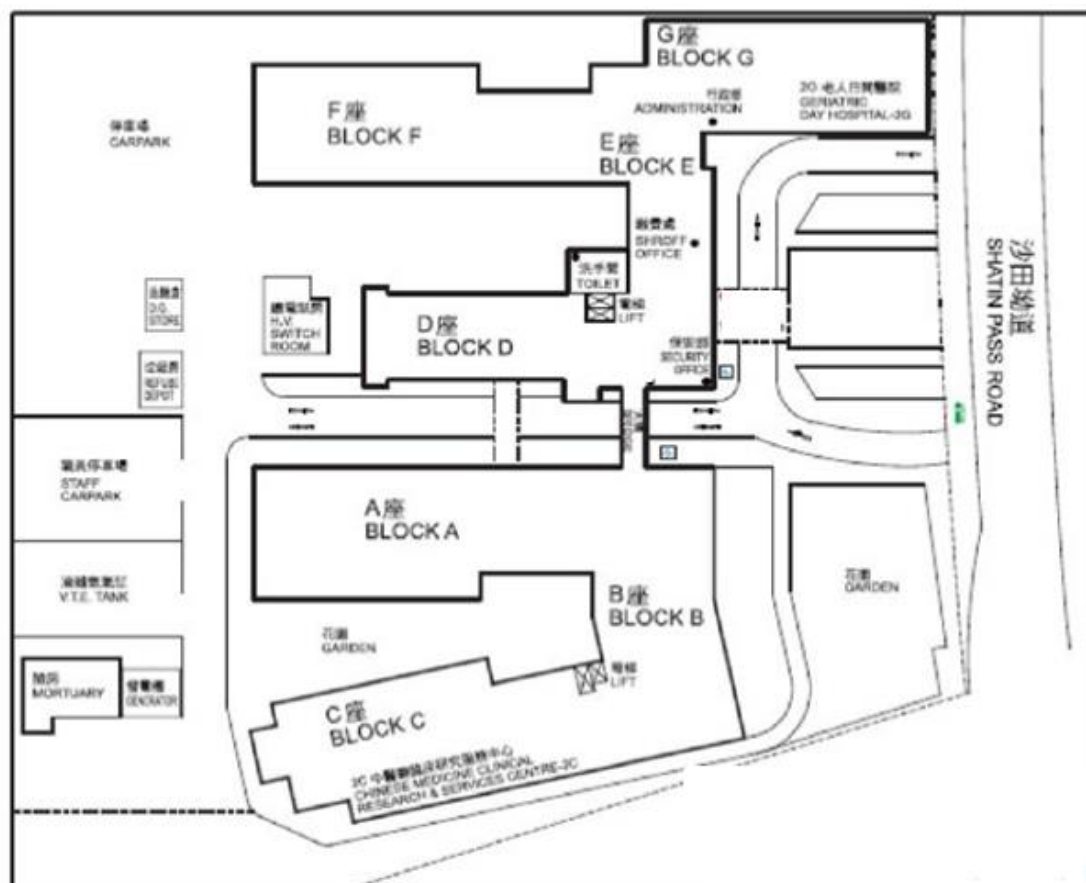 G座
BLOCK G
行政部
ADMINISTRATION
2G 老人日間醫院
GERIATRIC
DAY HOSPITAL-2G
F座
BLOCK F
E座
BLOCK E
停車場
CARPARK
繳費處
SHROFF
OFFICE
洗手間
TOILET
電梯
LIFT
D座
BLOCK D
保安部
SECURITY
OFFICE
H.V.
SWITCH
ROOM
D.G.
STORE
垃圾房
REFUSE
DEPOT
沙田坳道
SHATIN PASS ROAD
職員停車場
STAFF
CARPARK
A座
BLOCK A
V.T.E. TANK
B座
BLOCK B
花園
GARDEN
花園
GARDEN
電梯
LIFT
殮房
MORTUARY
發電機
GENERATOR
C座
BLOCK C
2C 中醫藥臨床研究服務中心
CHINESE MEDICINE CLINICAL
RESEARCH & SERVICES CENTRE-2C